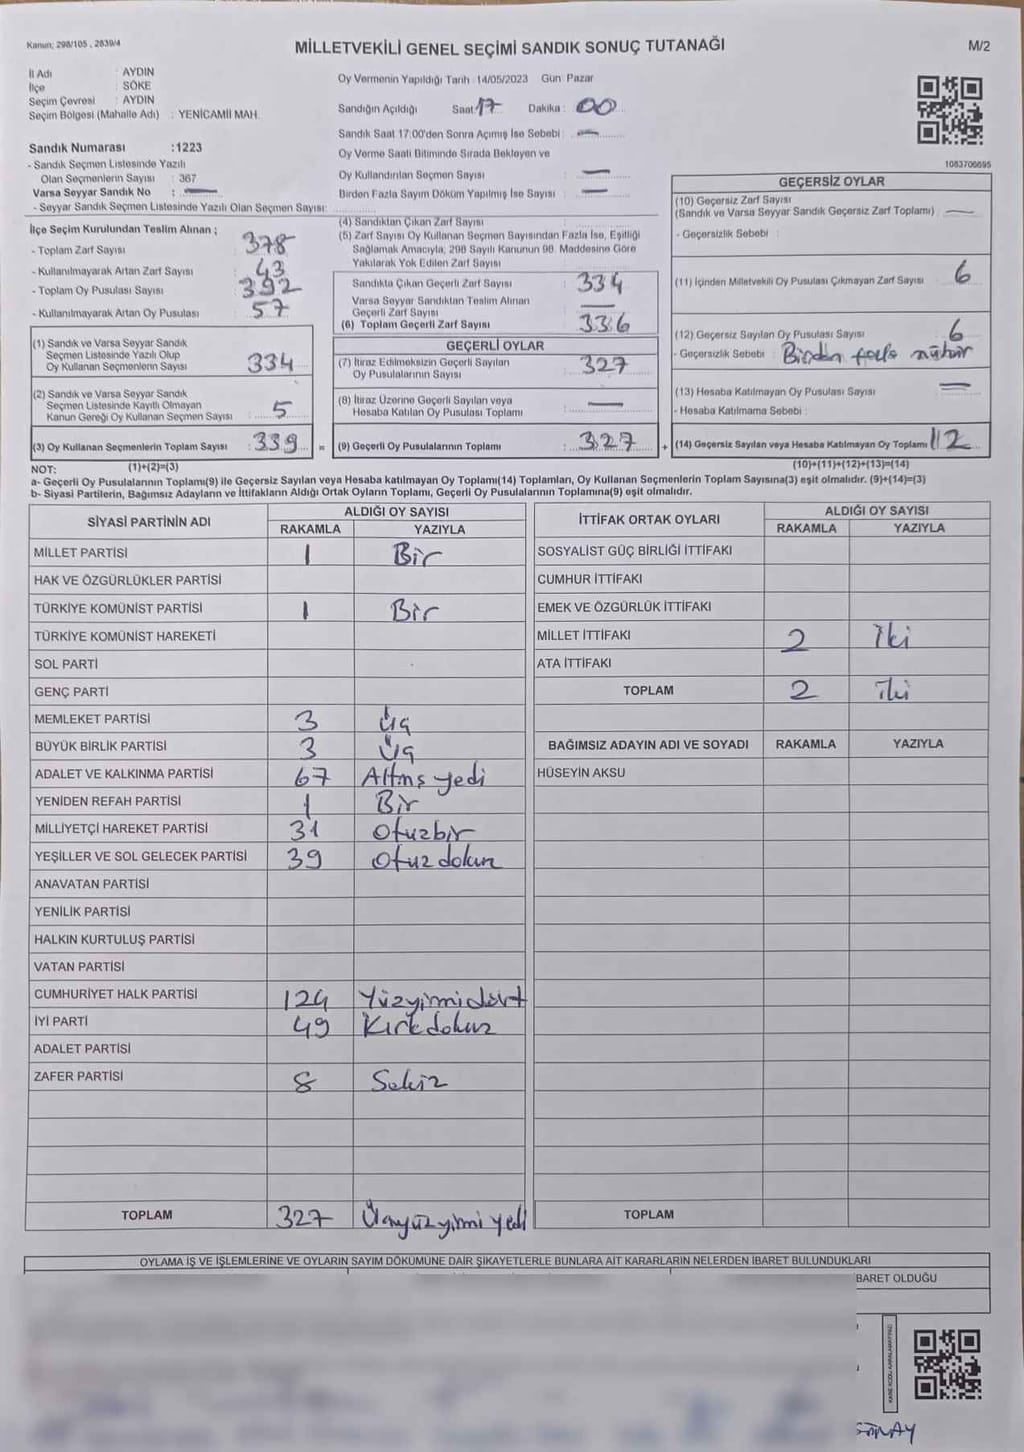 Kanun; 298/105 , 2839/4
MİLLETVEKİLİ GENEL SEÇİMİ SANDIK SONUÇ TUTANAĞI
M/2
İl Adı : AYDIN
İlçe : SÖKE
Seçim Çevresi : AYDIN
Seçim Bölgesi (Mahalle Adı) : YENİCAMİİ MAH.
Oy Vermenin Yapıldığı Tarih : 14/05/2023 Gün Pazar
Sandığın Açıldığı Saat 17 Dakika : 00
Sandık Saat 17:00'den Sonra Açımış İse Sebebi : —
Oy Verme Saati Bitiminde Sırada Bekleyen ve
Oy Kullandırılan Seçmen Sayısı : —
Birden Fazla Sayım Döküm Yapılmış İse Sayısı : —
Sandık Numarası :1223
- Sandık Seçmen Listesinde Yazılı
Olan Seçmenlerin Sayısı : 367
Varsa Seyyar Sandık No : —
- Seyyar Sandık Seçmen Listesinde Yazılı Olan Seçmen Sayısı:
1083706695
İlçe Seçim Kurulundan Teslim Alınan ;
- Toplam Zarf Sayısı : 378
- Kullanılmayarak Artan Zarf Sayısı : 43
- Toplam Oy Pusulası Sayısı : 392
- Kullanılmayarak Artan Oy Pusulası : 57
(4) Sandıktan Çıkan Zarf Sayısı :
(5) Zarf Sayısı Oy Kullanan Seçmen Sayısından Fazla İse, Eşitliği
Sağlamak Amacıyla, 298 Sayılı Kanunun 98. Maddesine Göre
Yakılarak Yok Edilen Zarf Sayısı :
Sandıkta Çıkan Geçerli Zarf Sayısı : 334
Varsa Seyyar Sandıktan Teslim Alınan
Geçerli Zarf Sayısı : —
(6) Toplam Geçerli Zarf Sayısı : 336
GEÇERSİZ OYLAR
(10) Geçersiz Zarf Sayısı
(Sandık ve Varsa Seyyar Sandık Geçersiz Zarf Toplamı) : —
- Geçersizlik Sebebi :
(11) İçinden Milletvekili Oy Pusulası Çıkmayan Zarf Sayısı : 6
(12) Geçersiz Sayılan Oy Pusulası Sayısı : 6
- Geçersizlik Sebebi : Birden fazla mühür
(13) Hesaba Katılmayan Oy Pusulası Sayısı : —
- Hesaba Katılmama Sebebi :
(14) Geçersiz Sayılan veya Hesaba Katılmayan Oy Toplamı : 12
(10)+(11)+(12)+(13)=(14)
(1) Sandık ve Varsa Seyyar Sandık
Seçmen Listesinde Yazılı Olup
Oy Kullanan Seçmenlerin Sayısı : 334
(2) Sandık ve Varsa Seyyar Sandık
Seçmen Listesinde Kayıtlı Olmayan
Kanun Gereği Oy Kullanan Seçmen Sayısı : 5
(3) Oy Kullanan Seçmenlerin Toplam Sayısı : 339 =
(1)+(2)=(3)
GEÇERLİ OYLAR
(7) İtiraz Edilmeksizin Geçerli Sayılan
Oy Pusulalarının Sayısı : 327
(8) İtiraz Üzerine Geçerli Sayılan veya
Hesaba Katılan Oy Pusulası Toplamı : —
(9) Geçerli Oy Pusulalarının Toplamı : 327 +
NOT:
a- Geçerli Oy Pusulalarının Toplamı(9) ile Geçersiz Sayılan veya Hesaba katılmayan Oy Toplamı(14) Toplamları, Oy Kullanan Seçmenlerin Toplam Sayısına(3) eşit olmalıdır. (9)+(14)=(3)
b- Siyasi Partilerin, Bağımsız Adayların ve İttifakların Aldığı Ortak Oyların Toplamı, Geçerli Oy Pusulalarının Toplamına(9) eşit olmalıdır.
SİYASİ PARTİNİN ADI
ALDIĞI OY SAYISI
RAKAMLA YAZIYLA
MİLLET PARTİSİ 1 Bir
HAK VE ÖZGÜRLÜKLER PARTİSİ
TÜRKİYE KOMÜNİST PARTİSİ 1 Bir
TÜRKİYE KOMÜNİST HAREKETİ
SOL PARTİ
GENÇ PARTİ
MEMLEKET PARTİSİ 3 Üç
BÜYÜK BİRLİK PARTİSİ 3 Üç
ADALET VE KALKINMA PARTİSİ 67 Altmş yedi
YENİDEN REFAH PARTİSİ 1 Bir
MİLLİYETÇİ HAREKET PARTİSİ 31 Otuzbir
YEŞİLLER VE SOL GELECEK PARTİSİ 39 Otuz dokuz
ANAVATAN PARTİSİ
YENİLİK PARTİSİ
HALKIN KURTULUŞ PARTİSİ
VATAN PARTİSİ
CUMHURİYET HALK PARTİSİ 124 Yüzyirmidört
İYİ PARTİ 49 Kırkdokuz
ADALET PARTİSİ
ZAFER PARTİSİ 8 Sekiz
TOPLAM 327 Üçyüzyirmi yedi
İTTİFAK ORTAK OYLARI
ALDIĞI OY SAYISI
RAKAMLA YAZIYLA
SOSYALİST GÜÇ BİRLİĞİ İTTİFAKI
CUMHUR İTTİFAKI
EMEK VE ÖZGÜRLÜK İTTİFAKI
MİLLET İTTİFAKI 2 İki
ATA İTTİFAKI
TOPLAM 2 İki
BAĞIMSIZ ADAYIN ADI VE SOYADI RAKAMLA YAZIYLA
HÜSEYİN AKSU
TOPLAM
OYLAMA İŞ VE İŞLEMLERİNE VE OYLARIN SAYIM DÖKÜMÜNE DAİR ŞİKAYETLERLE BUNLARA AİT KARARLARIN NELERDEN İBARET BULUNDUKLARI
BARET OLDUĞU
KARE KODU KARALAMAYINIZ